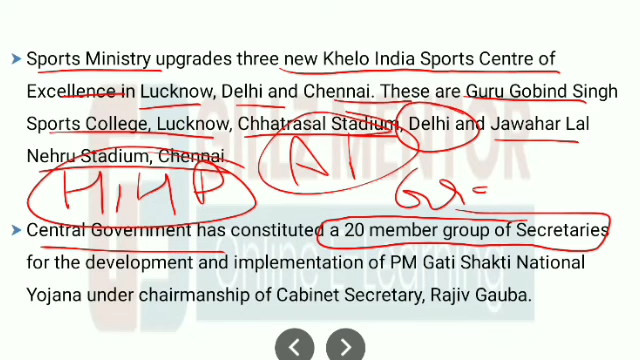 Sports Ministry upgrades three new Khelo India Sports Centre of
Excellence in Lucknow, Delhi and Chennai. These are Guru Gobind Singh
Sports College, Lucknow, Chhatrasal Stadium, Delhi and Jawahar Lal
Nehru Stadium, Chennai
Central Government has constituted a 20 member group of Secretaries
for the development and implementation of PM Gati Shakti National
Yojana under chairmanship of Cabinet Secretary, Rajiv Gauba.